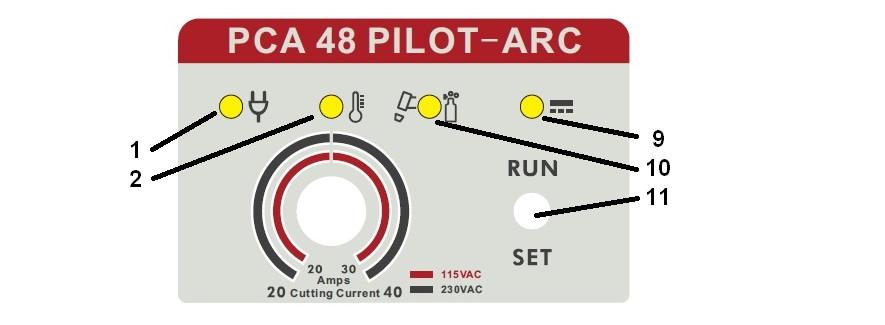 PCA 48 PILOT-ARC
1
2
9
10
11
RUN
SET
20 30
Amps
20 Cutting Current 40
115VAC
230VAC